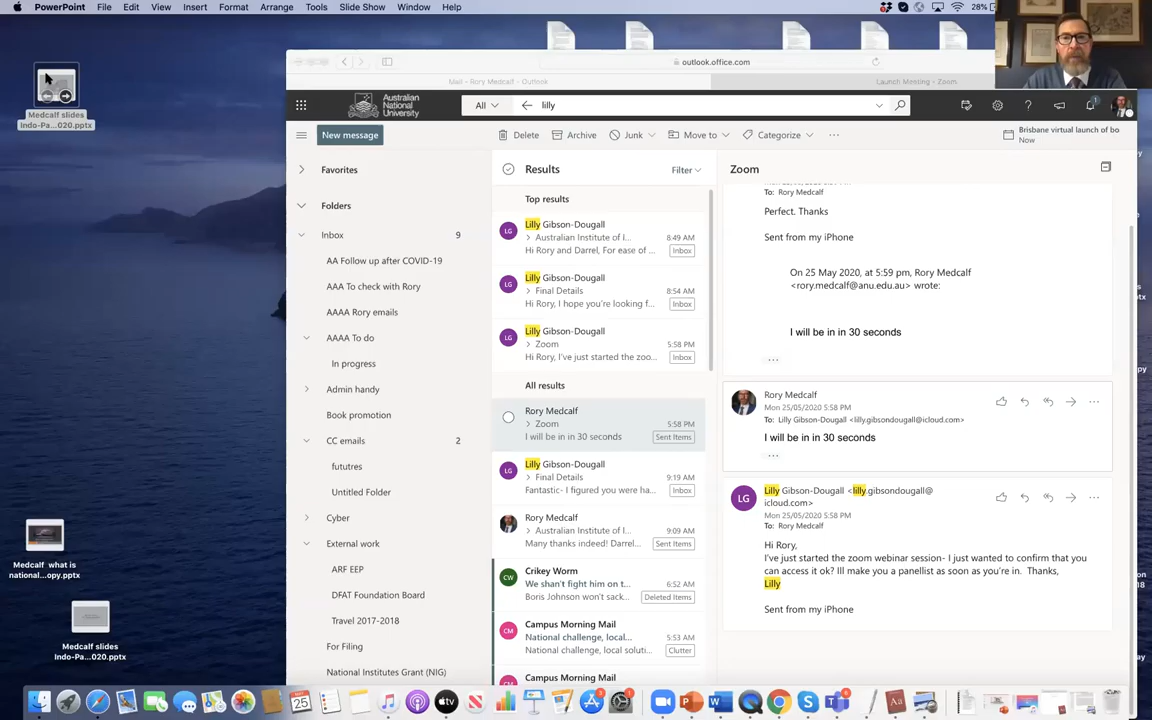 PowerPoint File Edit View Insert Format Arrange Tools Slide Show Window Help 28%
Medcalf slides
Indo-Pa...020.pptx
outlook.office.com
Mail – Rory Medcalf – Outlook
Launch Meeting – Zoom
Australian
National
University
All
lilly
New message
Delete Archive Junk Move to Categorize
Brisbane virtual launch of bo
Now
Favorites
Folders
Inbox 9
AA Follow up after COVID-19
AAA To check with Rory
AAAA Rory emails
AAAA To do
In progress
Admin handy
Book promotion
CC emails 2
fututres
Untitled Folder
Cyber
External work
ARF EEP
DFAT Foundation Board
Travel 2017-2018
For Filing
National Institutes Grant (NIG)
Results
Filter
Top results
LG
Lilly Gibson-Dougall
Australian Institute of I... 8:49 AM
Hi Rory and Darrel, For ease of ... Inbox
LG
Lilly Gibson-Dougall
Final Details 8:54 AM
Hi Rory, I hope you're looking f... Inbox
LG
Lilly Gibson-Dougall
Zoom 5:58 PM
Hi Rory, I've just started the zoo... Inbox
All results
Rory Medcalf
Zoom 5:58 PM
I will be in in 30 seconds Sent Items
LG
Lilly Gibson-Dougall
Final Details 9:19 AM
Fantastic- I figured you were ha... Inbox
Rory Medcalf
Australian Institute of I... 9:09 AM
Many thanks indeed! Darrel... Sent Items
CW
Crikey Worm
We shan't fight him on t... 6:52 AM
Boris Johnson won't sack... Deleted Items
CM
Campus Morning Mail
National challenge, local... 5:53 AM
National challenge, local soluti... Clutter
Campus Morning Mail
Zoom
To: Rory Medcalf
Perfect. Thanks
Sent from my iPhone
On 25 May 2020, at 5:59 pm, Rory Medcalf
<rory.medcalf@anu.edu.au> wrote:
I will be in in 30 seconds
...
Rory Medcalf
Mon 25/05/2020 5:58 PM
To: Lilly Gibson-Dougall <lilly.gibsondougall@icloud.com>
I will be in in 30 seconds
...
LG
Lilly Gibson-Dougall <lilly.gibsondougall@
icloud.com>
Mon 25/05/2020 5:58 PM
To: Rory Medcalf
Hi Rory,
I've just started the zoom webinar session- I just wanted to confirm that you
can access it ok? Ill make you a panellist as soon as you're in. Thanks,
Lilly
Sent from my iPhone
Medcalf what is
national...opy.pptx
Medcalf slides
Indo-Pa...020.pptx
25